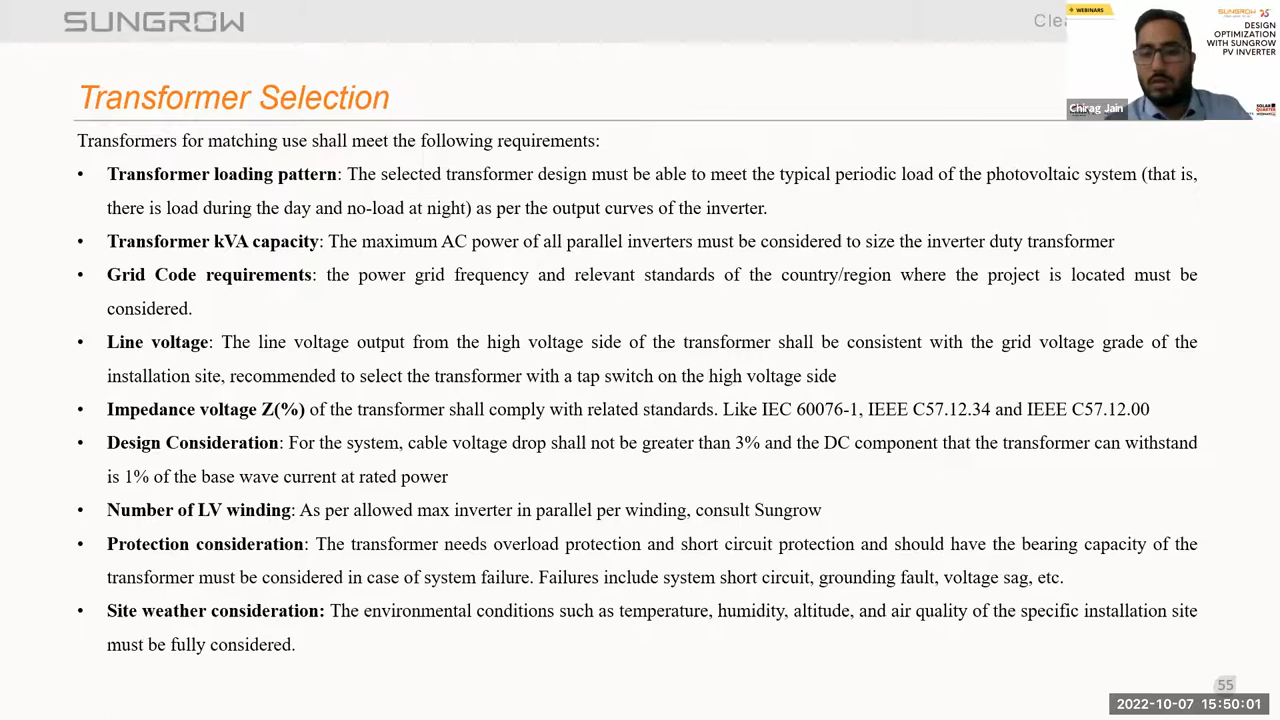 SUNGROW
Cle
WEBINARS
SUNGROW
DESIGN
OPTIMIZATION
WITH SUNGROW
PV INVERTER
Chirag Jain
Transformer Selection
Transformers for matching use shall meet the following requirements:
• Transformer loading pattern: The selected transformer design must be able to meet the typical periodic load of the photovoltaic system (that is,
there is load during the day and no-load at night) as per the output curves of the inverter.
• Transformer kVA capacity: The maximum AC power of all parallel inverters must be considered to size the inverter duty transformer
• Grid Code requirements: the power grid frequency and relevant standards of the country/region where the project is located must be
considered.
• Line voltage: The line voltage output from the high voltage side of the transformer shall be consistent with the grid voltage grade of the
installation site, recommended to select the transformer with a tap switch on the high voltage side
• Impedance voltage Z(%) of the transformer shall comply with related standards. Like IEC 60076-1, IEEE C57.12.34 and IEEE C57.12.00
• Design Consideration: For the system, cable voltage drop shall not be greater than 3% and the DC component that the transformer can withstand
is 1% of the base wave current at rated power
• Number of LV winding: As per allowed max inverter in parallel per winding, consult Sungrow
• Protection consideration: The transformer needs overload protection and short circuit protection and should have the bearing capacity of the
transformer must be considered in case of system failure. Failures include system short circuit, grounding fault, voltage sag, etc.
• Site weather consideration: The environmental conditions such as temperature, humidity, altitude, and air quality of the specific installation site
must be fully considered.
55
2022-10-07 15:50:01